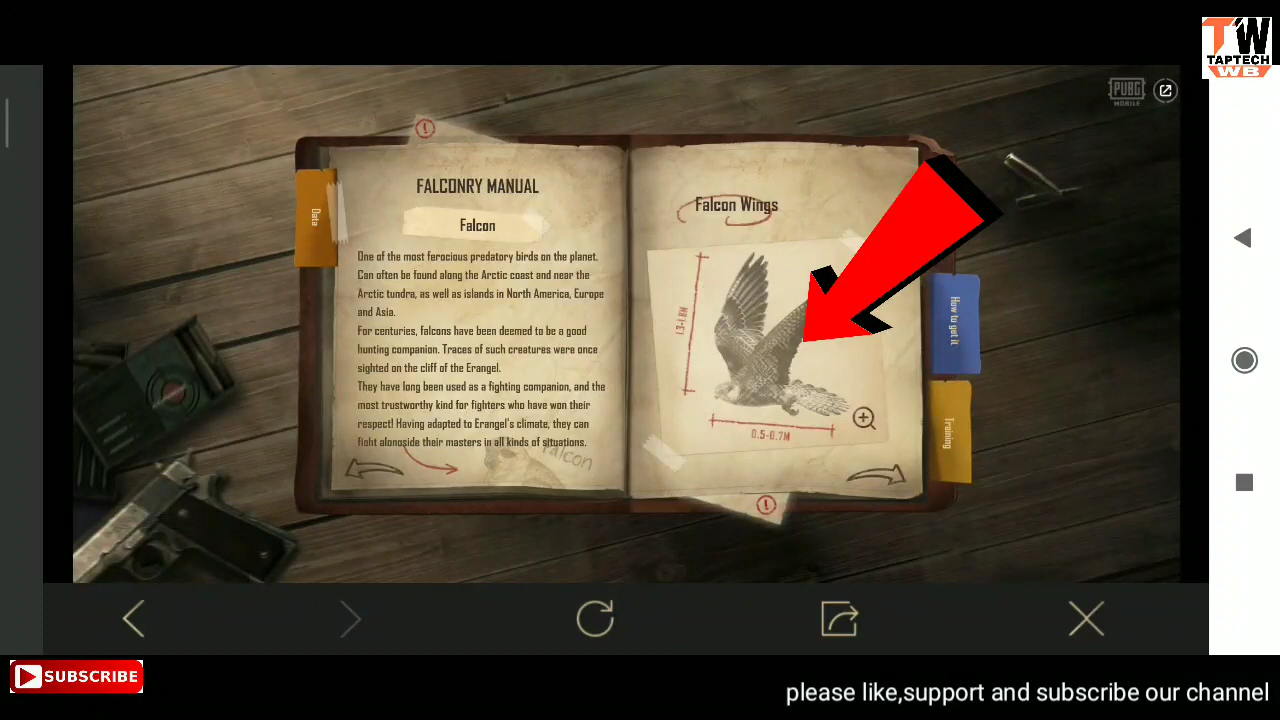 TW
TAPTECH
WB
PUBG
MOBILE
FALCONRY MANUAL
Falcon
Data
One of the most ferocious predatory birds on the planet.
Can often be found along the Arctic coast and near the
Arctic tundra, as well as islands in North America, Europe
and Asia.
For centuries, falcons have been deemed to be a good
hunting companion. Traces of such creatures were once
sighted on the cliff of the Erangel.
They have long been used as a fighting companion, and the
most trustworthy kind for fighters who have won their
respect! Having adapted to Erangel's climate, they can
fight alongside their masters in all kinds of situations.
Falcon
Falcon Wings
1.3-1.6M
0.5-0.7M
How to get it
Training
SUBSCRIBE
please like,support and subscribe our channel